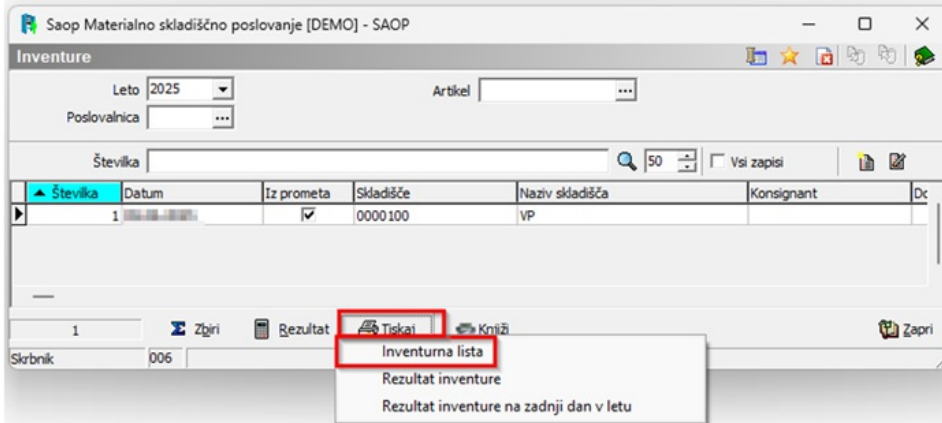 Saop Materialno skladiščno poslovanje [DEMO] - SAOP
Inventure
Leto 2025 Artikel
Poslovalnica
Številka 50 Vsi zapisi
Številka Datum Iz prometa Skladišče Naziv skladišča Konsignant Do
1 0000100 VP
1 Zbiri Rezultat Tiskaj Knjiži Zapri
Skrbnik 006
Inventurna lista
Rezultat inventure
Rezultat inventure na zadnji dan v letu